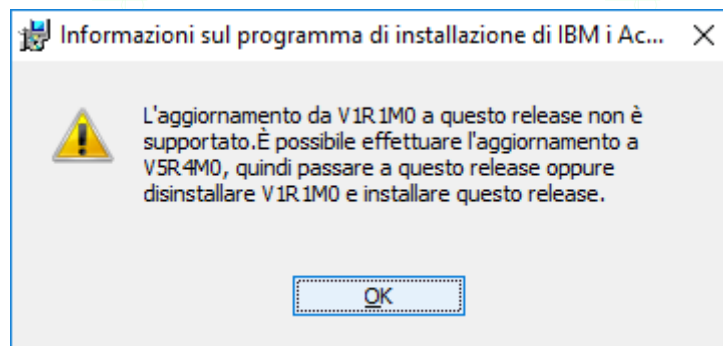 Informazioni sul programma di installazione di IBM i Ac...
L'aggiornamento da V1R1M0 a questo release non è
supportato.È possibile effettuare l'aggiornamento a
V5R4M0, quindi passare a questo release oppure
disinstallare V1R1M0 e installare questo release.
OK